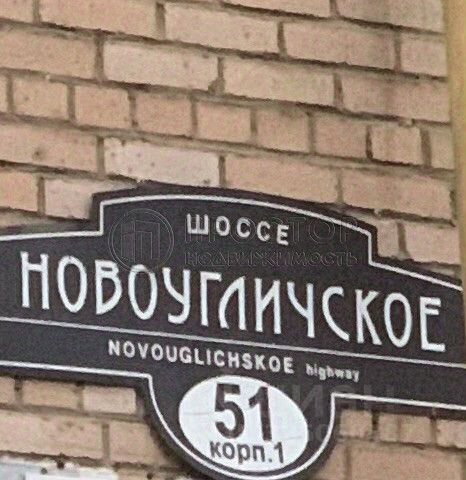 ШОССЕ
НОВОУГЛИЧСКОЕ
NOVOUGLICHSKOE highway
51
корп.1